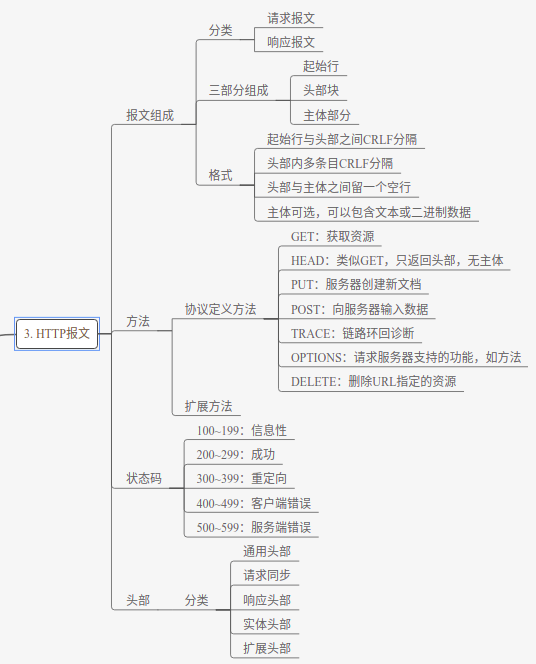 3. HTTP报文
报文组成
分类
请求报文
响应报文
三部分组成
起始行
头部块
主体部分
格式
起始行与头部之间CRLF分隔
头部内多条目CRLF分隔
头部与主体之间留一个空行
主体可选，可以包含文本或二进制数据
方法
协议定义方法
GET：获取资源
HEAD：类似GET，只返回头部，无主体
PUT：服务器创建新文档
POST：向服务器输入数据
TRACE：链路环回诊断
OPTIONS：请求服务器支持的功能，如方法
DELETE：删除URL指定的资源
扩展方法
状态码
100~199：信息性
200~299：成功
300~399：重定向
400~499：客户端错误
500~599：服务端错误
头部
分类
通用头部
请求同步
响应头部
实体头部
扩展头部